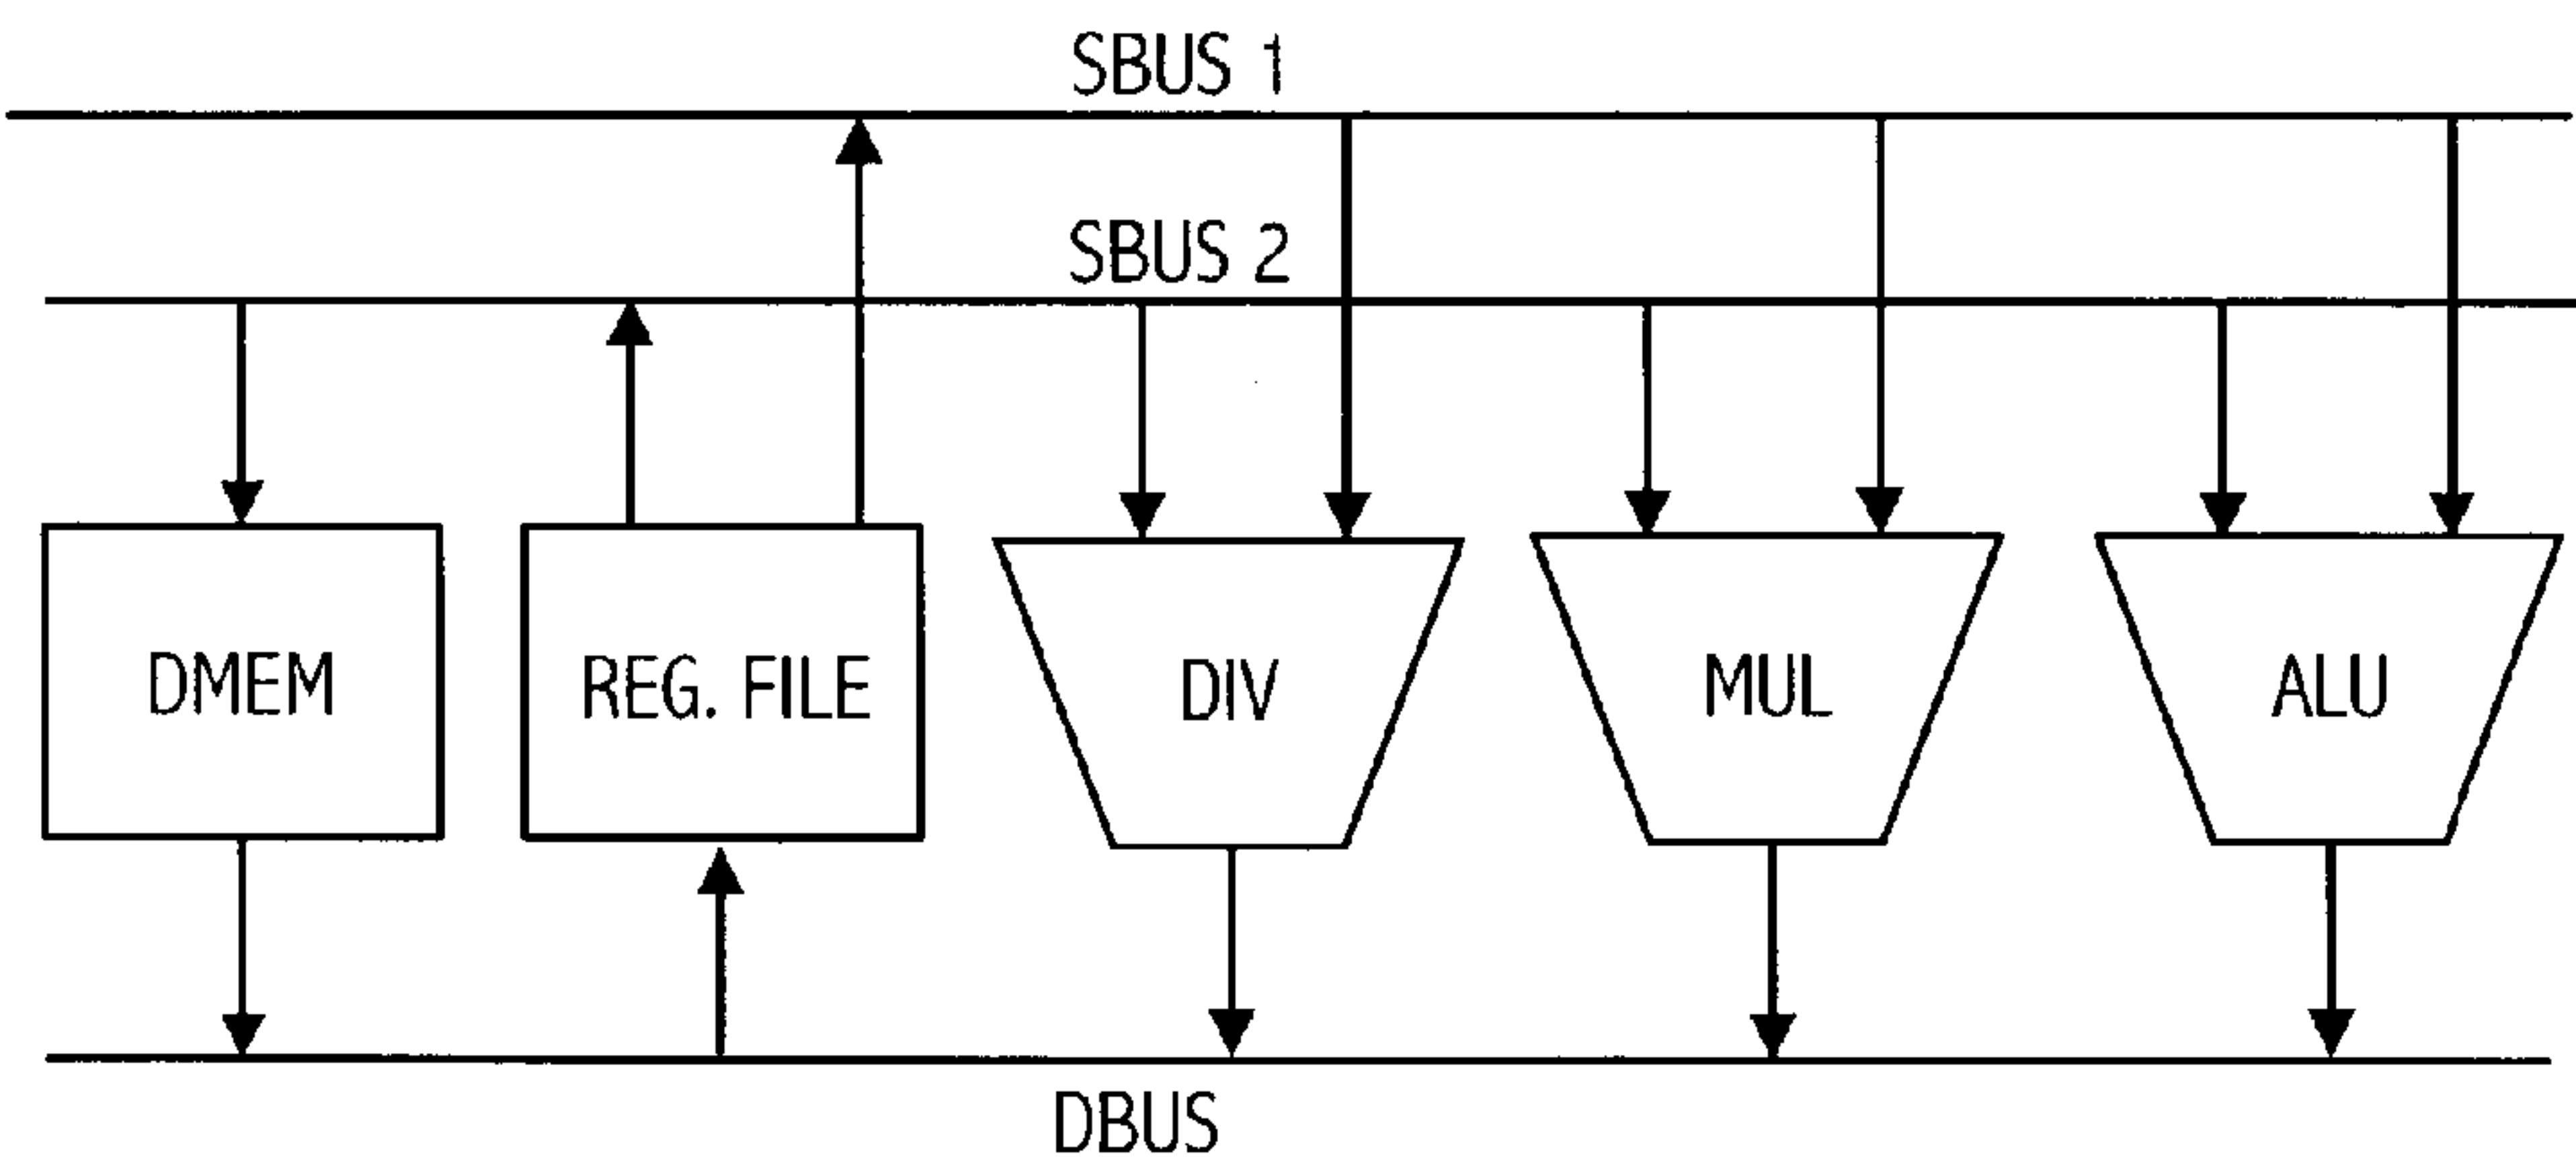 SBUS 1
SBUS 2
DMEM
REG. FILE
DIV
MUL
ALU
DBUS